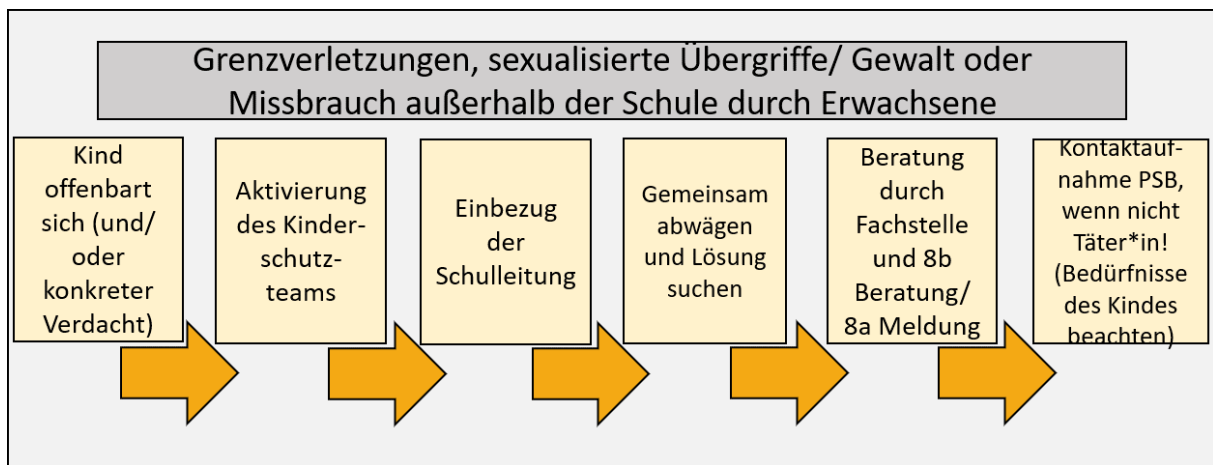 Grenzverletzungen, sexualisierte Übergriffe/ Gewalt oder
Missbrauch außerhalb der Schule durch Erwachsene
Kind
offenbart
sich (und/
oder
konkreter
Verdacht)
Aktivierung
des Kinder-
schutz-
teams
Einbezug
der
Schulleitung
Gemeinsam
abwägen
und Lösung
suchen
Beratung
durch
Fachstelle
und 8b
Beratung/
8a Meldung
Kontaktauf-
nahme PSB,
wenn nicht
Täter*in!
(Bedürfnisse
des Kindes
beachten)